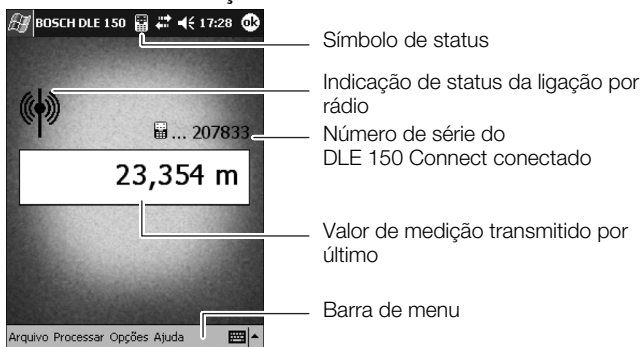 BOSCH DLE 150 17:28 ok
Símbolo de status
Indicação de status da ligação por
rádio
... 207833
Número de série do
DLE 150 Connect conectado
23,354 m
Valor de medição transmitido por
último
Barra de menu
Arquivo Processar Opções Ajuda